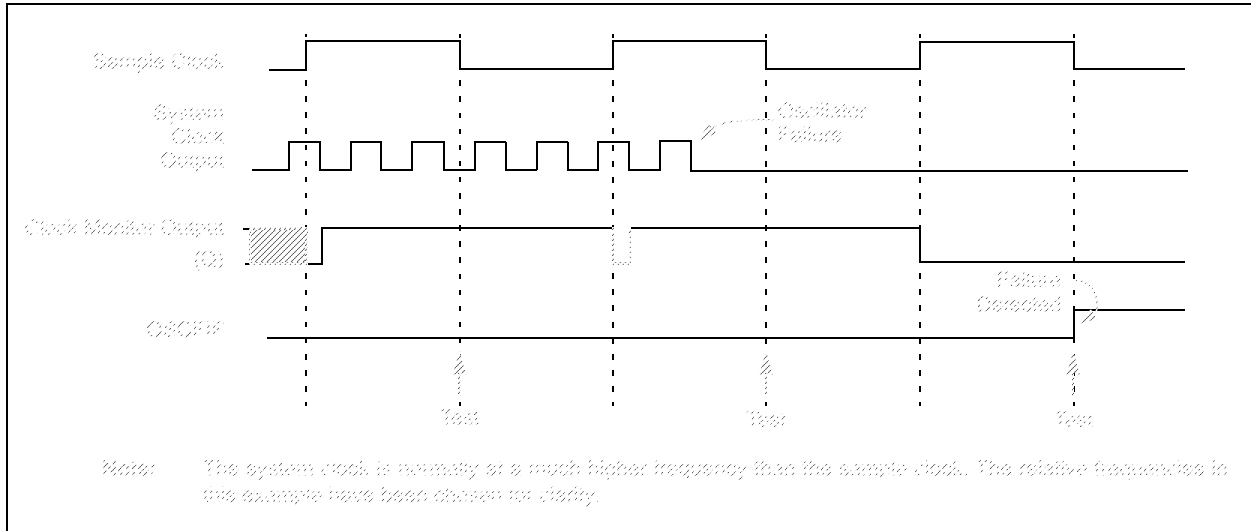 Sample Clock
System
Clock
Output
Oscillator
Failure
Clock Monitor Output
(Q)
Failure
Detected
OSCFIF
Test
Test
Test
Note: The system clock is normally at a much higher frequency than the sample clock. The relative frequencies in
this example have been chosen for clarity.